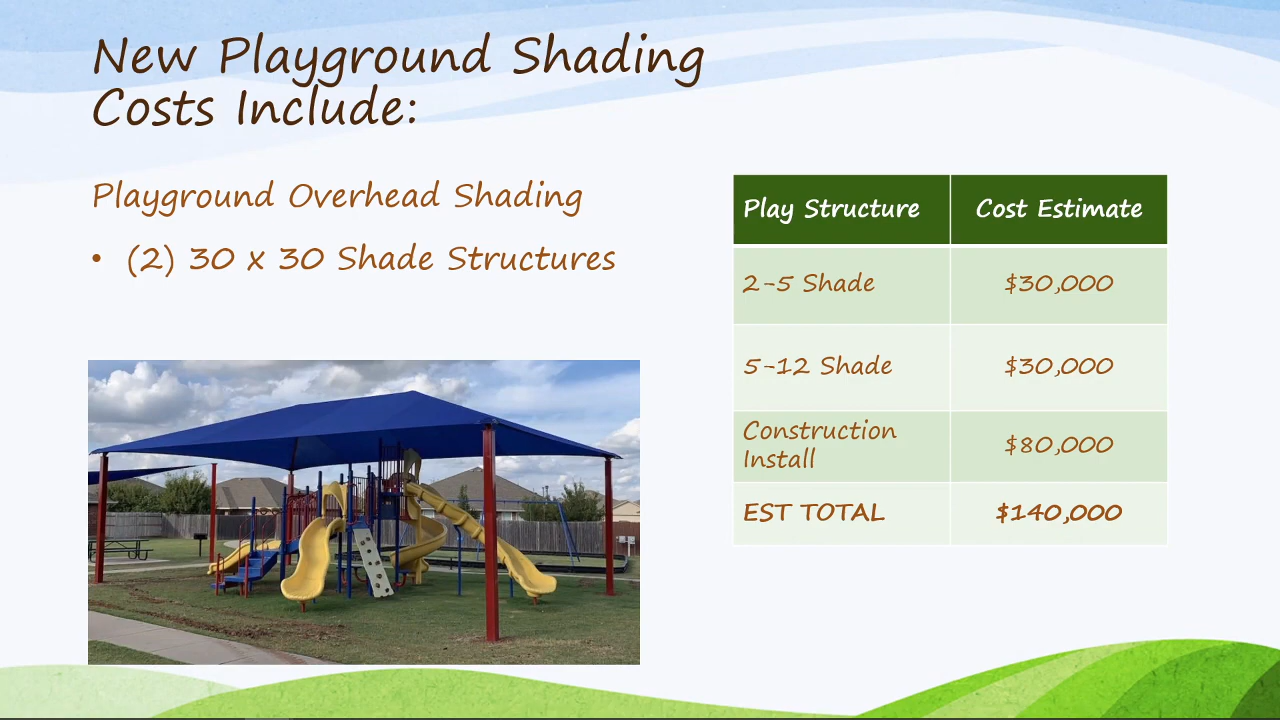 New Playground Shading
Costs Include:
Playground Overhead Shading
• (2) 30 x 30 Shade Structures
Play Structure Cost Estimate
2-5 Shade $30,000
5-12 Shade $30,000
Construction
Install $80,000
EST TOTAL $140,000